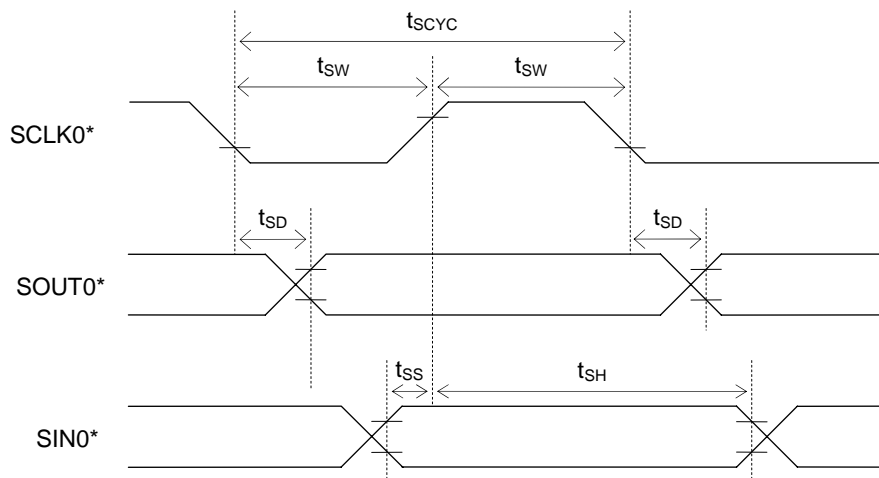 tSCYC
tSW tSW
SCLK0*
tSD tSD
SOUT0*
tSS tSH
SIN0*